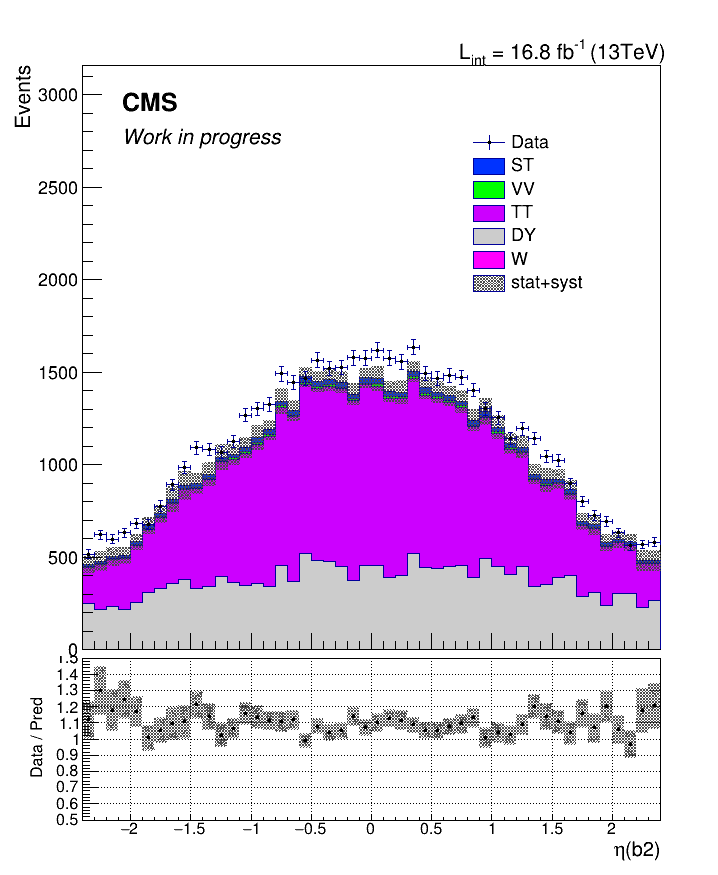 L_int = 16.8 fb^-1 (13TeV)
Events
3000
2500
2000
1500
1000
500
0
CMS
Work in progress
Data
ST
VV
TT
DY
W
stat+syst
Data / Pred
1.5
1.4
1.3
1.2
1.1
1
0.9
0.8
0.7
0.6
0.5
−2 −1.5 −1 −0.5 0 0.5 1 1.5 2
η(b2)